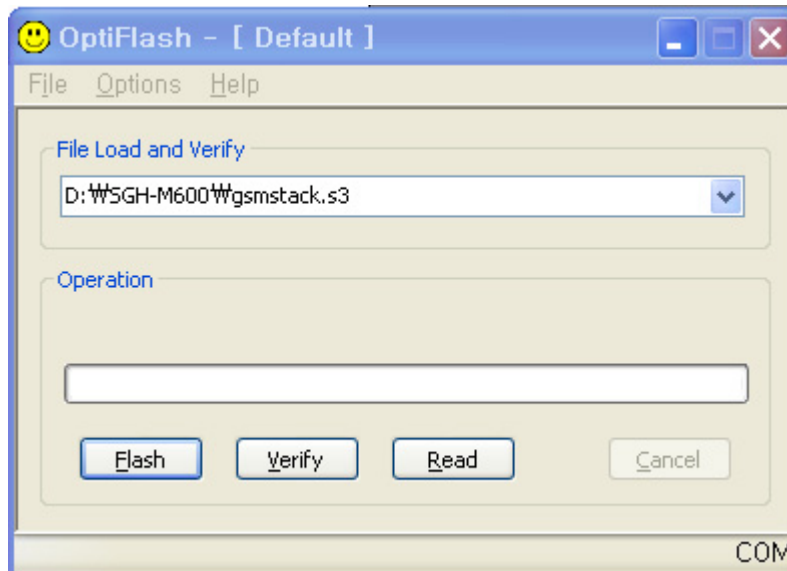 OptiFlash - [ Default ]
File Options Help
File Load and Verify
D:₩SGH-M600₩gsmstack.s3
Operation
Flash Verify Read Cancel
COM